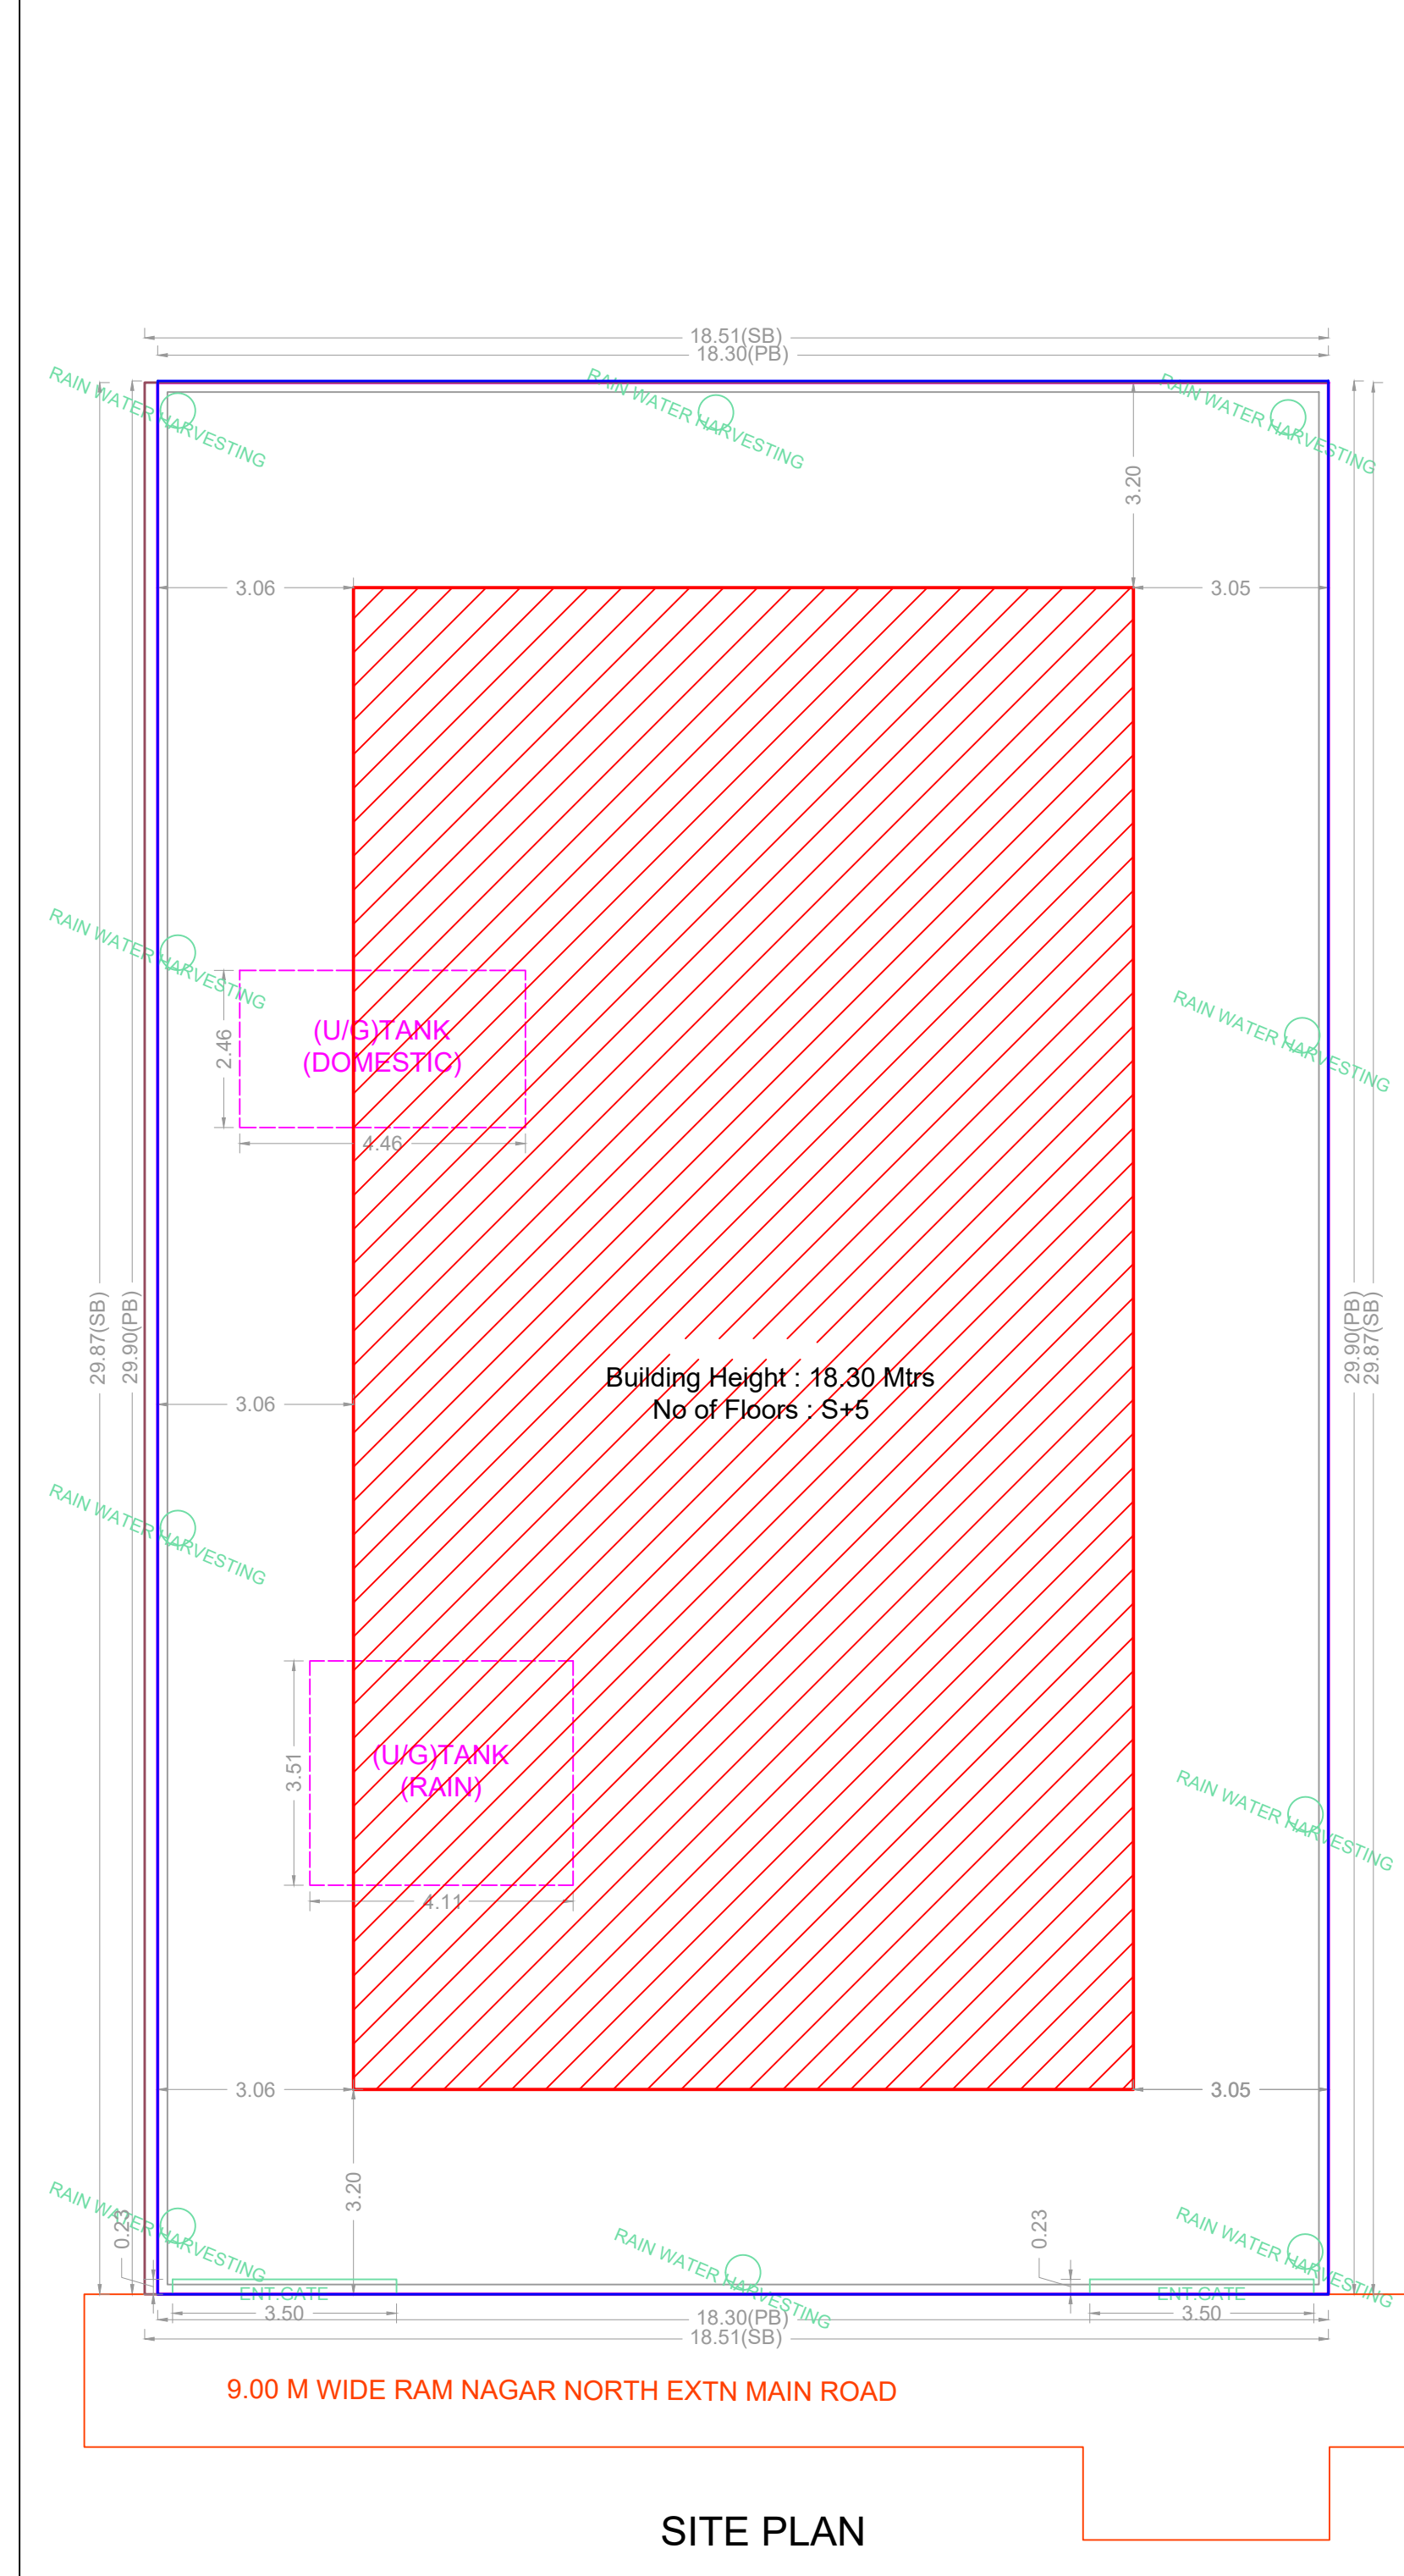 18.51(SB)
18.30(PB)
RAIN WATER HARVESTING
RAIN WATER HARVESTING
RAIN WATER HARVESTING
3.20
3.06
3.05
RAIN WATER HARVESTING
RAIN WATER HARVESTING
2.46
(U/G)TANK
(DOMESTIC)
4.46
29.87(SB)
29.90(PB)
29.90(PB)
29.87(SB)
Building Height : 18.30 Mtrs
No of Floors : S+5
3.06
RAIN WATER HARVESTING
3.51
(U/G)TANK
(RAIN)
RAIN WATER HARVESTING
4.11
3.06
3.05
3.20
RAIN WATER HARVESTING
0.23
RAIN WATER HARVESTING
0.23
RAIN WATER HARVESTING
ENT.GATE
ENT.GATE
3.50
18.30(PB)
3.50
18.51(SB)
9.00 M WIDE RAM NAGAR NORTH EXTN MAIN ROAD
SITE PLAN